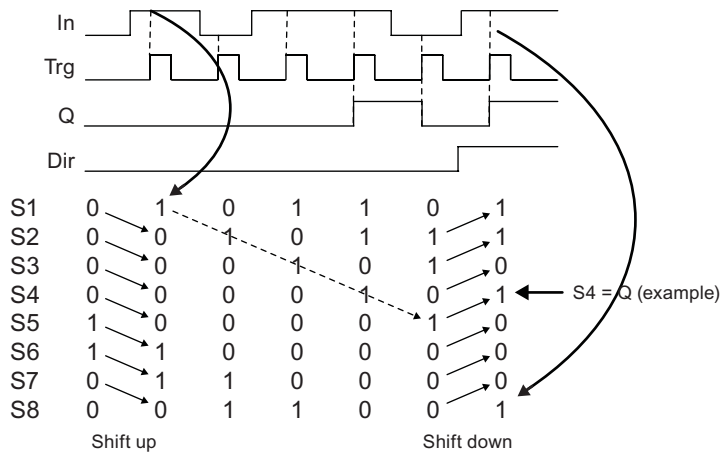 In
Trg
Q
Dir
S1 0 1 0 1 1 0 1
S2 0 0 1 0 1 1 1
S3 0 0 0 1 0 1 0
S4 0 0 0 0 1 0 1 S4 = Q (example)
S5 1 0 0 0 0 1 0
S6 1 1 0 0 0 0 0
S7 0 1 1 0 0 0 0
S8 0 0 1 1 0 0 1
Shift up Shift down